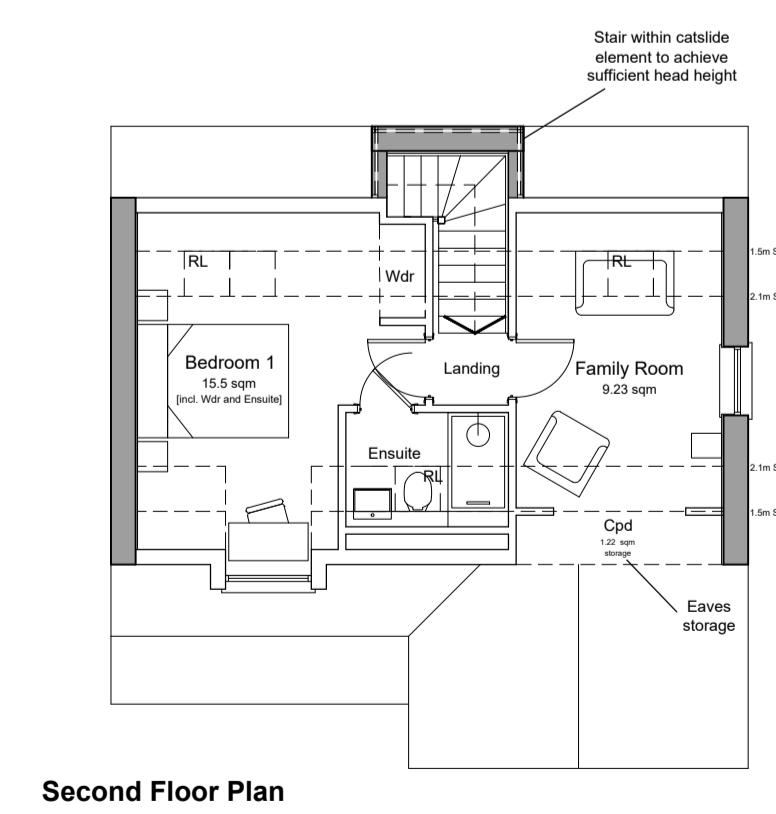 Stair within catslide
element to achieve
sufficient head height
RL
RL
1.5m S
2.1m S
Wdr
Bedroom 1
15.5 sqm
[incl. Wdr and Ensuite]
Landing
Family Room
9.23 sqm
Ensuite
RL
2.1m S
1.5m S
Cpd
1.22 sqm
storage
Eaves
storage
Second Floor Plan